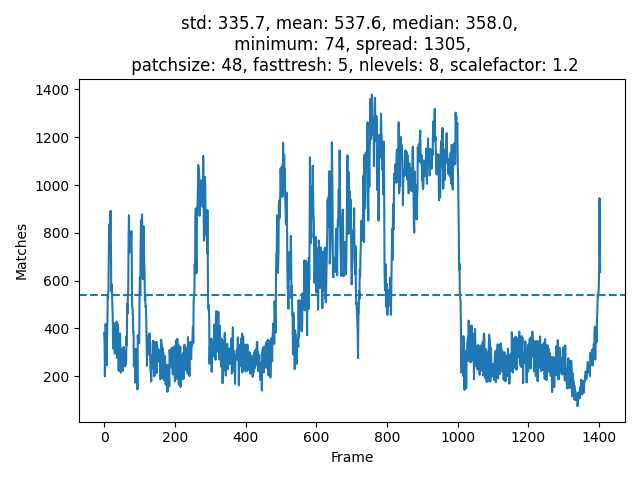 std: 335.7, mean: 537.6, median: 358.0,
minimum: 74, spread: 1305,
patchsize: 48, fasttresh: 5, nlevels: 8, scalefactor: 1.2
1400
1200
1000
800
600
400
200
Matches
0 200 400 600 800 1000 1200 1400
Frame